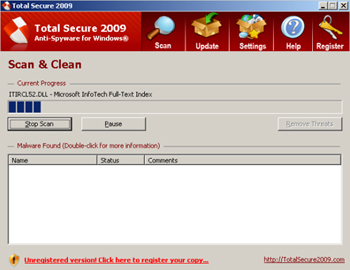 Total Secure 2009
Total Secure 2009
Anti-Spyware for Windows®
Scan
Update
Settings
Help
Register
Scan & Clean
Current Progress
ITIRCL52.DLL - Microsoft InfoTech Full-Text Index
Stop Scan
Pause
Remove Threats
Malware Found (Double-click for more information)
Name
Status
Comments
Unregistered version! Click here to register your copy...
http://TotalSecure2009.com